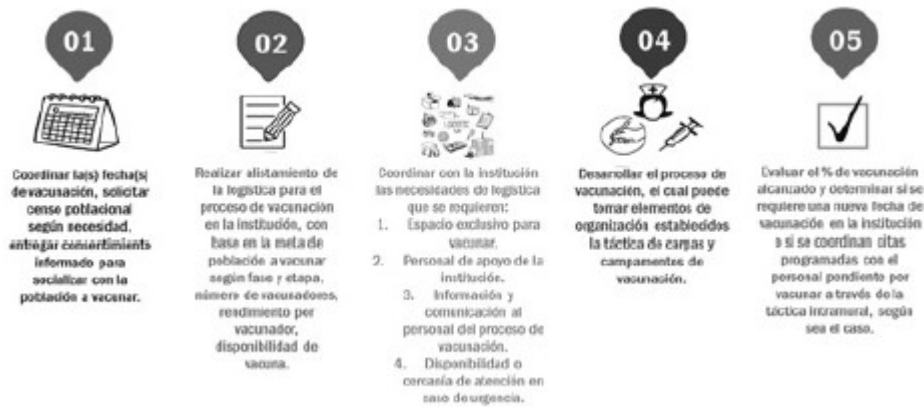 01
Coordinar la(s) fecha(s)
de vacunación, solicitar
censo poblacional
según necesidad,
entregar consentimiento
informado para
socializar con la
población a vacunar.
02
Realizar alistamiento de
la logística para el
proceso de vacunación
en la institución, con
base en la meta de
población a vacunar
según fase y etapa,
número de vacunadores,
rendimiento por
vacunador,
disponibilidad de
vacuna.
03
Coordinar con la institución
las necesidades de logística
que se requieren:
1. Espacio exclusivo para
vacunar.
2. Personal de apoyo de la
institución.
3. Información y
comunicación al
personal del proceso de
vacunación.
4. Disponibilidad o
cercanía de atención en
caso de urgencia.
04
Desarrollar el proceso de
vacunación, el cual puede
tomar elementos de
organización establecidos
la táctica de carpas y
campamentos de
vacunación.
05
Evaluar el % de vacunación
alcanzado y determinar si se
requiere una nueva fecha de
vacunación en la institución
o si se coordinan citas
programadas con el
personal pendiente por
vacunar a través de la
táctica intramural, según
sea el caso.